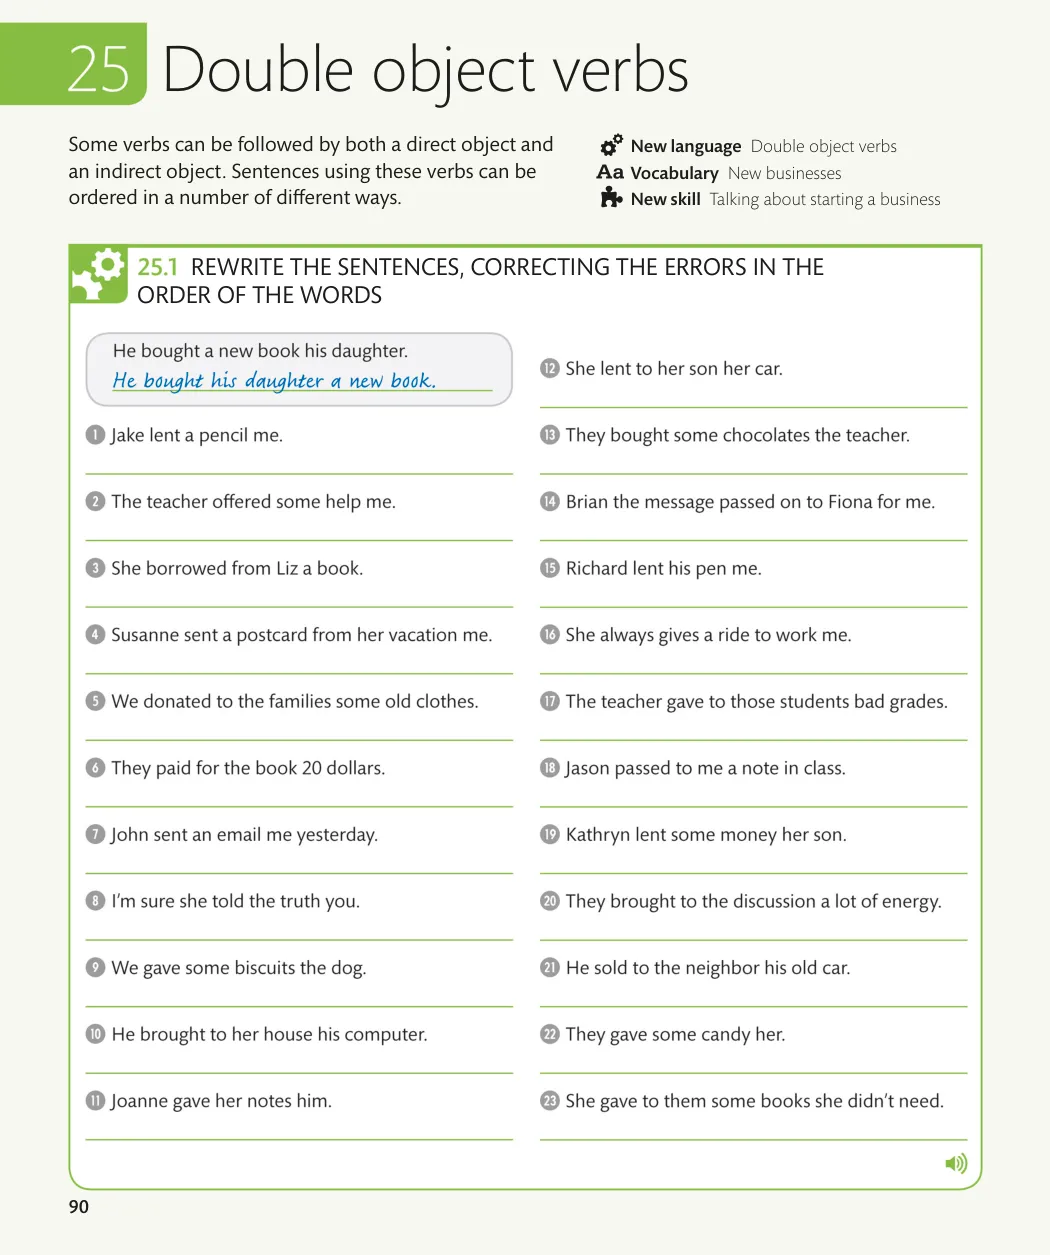 25 Double object verbs
Some verbs can be followed by both a direct object and
an indirect object. Sentences using these verbs can be
ordered in a number of different ways.
New language Double object verbs
Aa Vocabulary New businesses
New skill Talking about starting a business
25.1 REWRITE THE SENTENCES, CORRECTING THE ERRORS IN THE
ORDER OF THE WORDS
He bought a new book his daughter.
He bought his daughter a new book.
1 Jake lent a pencil me.
2 The teacher offered some help me.
3 She borrowed from Liz a book.
4 Susanne sent a postcard from her vacation me.
5 We donated to the families some old clothes.
6 They paid for the book 20 dollars.
7 John sent an email me yesterday.
8 I'm sure she told the truth you.
9 We gave some biscuits the dog.
10 He brought to her house his computer.
11 Joanne gave her notes him.
12 She lent to her son her car.
13 They bought some chocolates the teacher.
14 Brian the message passed on to Fiona for me.
15 Richard lent his pen me.
16 She always gives a ride to work me.
17 The teacher gave to those students bad grades.
18 Jason passed to me a note in class.
19 Kathryn lent some money her son.
20 They brought to the discussion a lot of energy.
21 He sold to the neighbor his old car.
22 They gave some candy her.
23 She gave to them some books she didn't need.
90